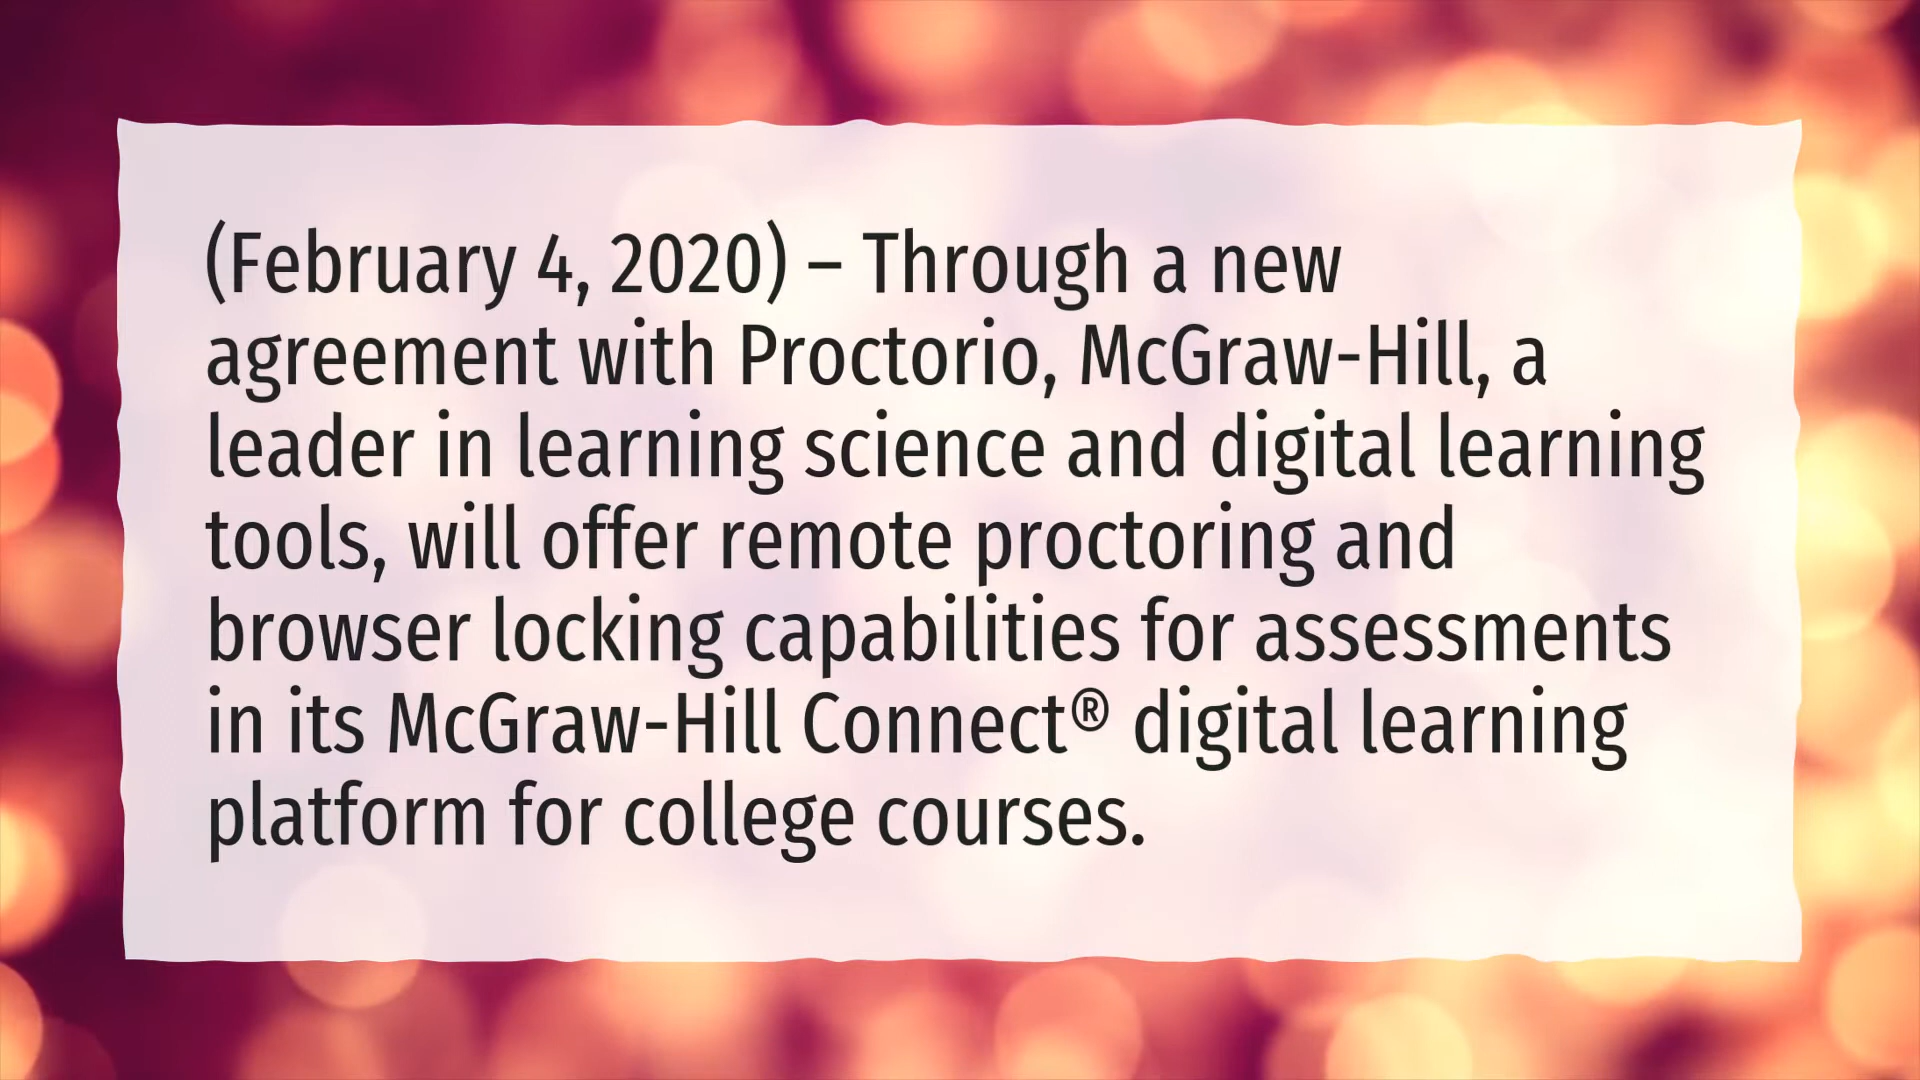 (February 4, 2020) – Through a new
agreement with Proctorio, McGraw-Hill, a
leader in learning science and digital learning
tools, will offer remote proctoring and
browser locking capabilities for assessments
in its McGraw-Hill Connect® digital learning
platform for college courses.